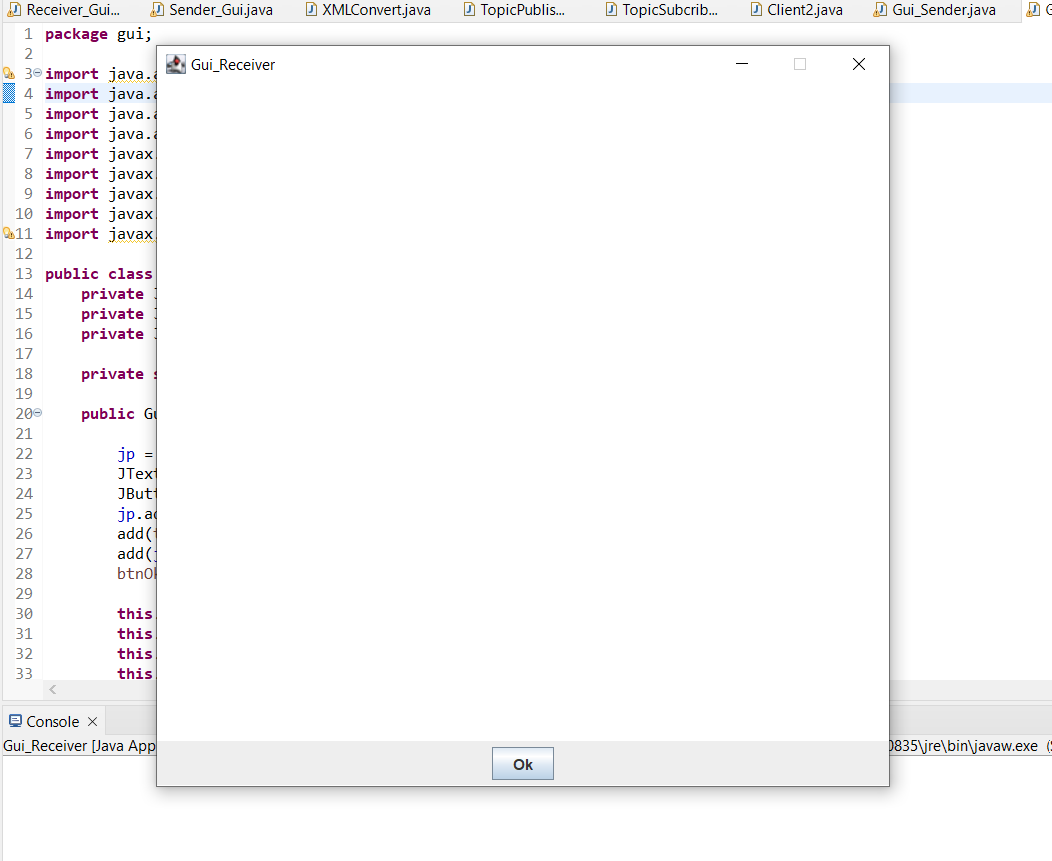 Receiver_Gui... Sender_Gui.java XMLConvert.java TopicPublis... TopicSubcrib... Client2.java Gui_Sender.java
1 package gui;
2
Gui_Receiver
3 import java.a
4 import java.a
5 import java.a
6 import java.a
7 import javax.
8 import javax.
9 import javax.
10 import javax.
11 import javax.
12
13 public class
14 private J
15 private J
16 private J
17
18 private s
19
20 public Gu
21
22 jp =
23 JText
24 JButt
25 jp.ad
26 add(t
27 add(j
28 btnOk
29
30 this.
31 this.
32 this.
33 this.
Ok
Console
Gui_Receiver [Java App 0835\jre\bin\javaw.exe